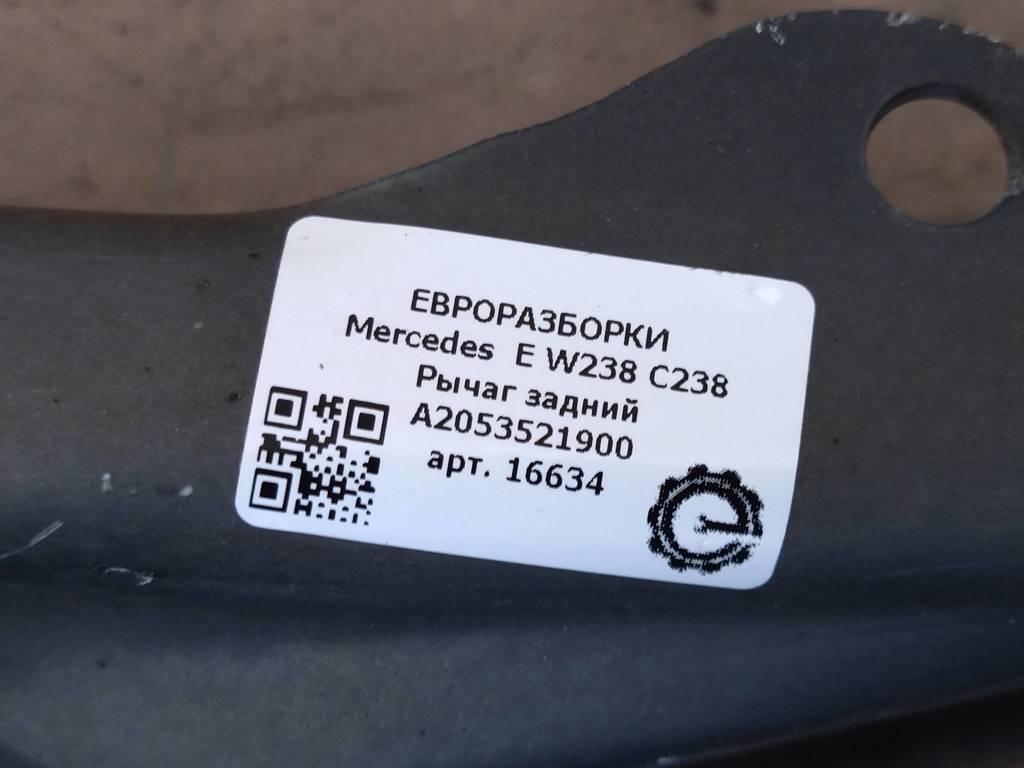 ЕВРОРАЗБОРКИ
Mercedes E W238 C238
Рычаг задний
A2053521900
арт. 16634